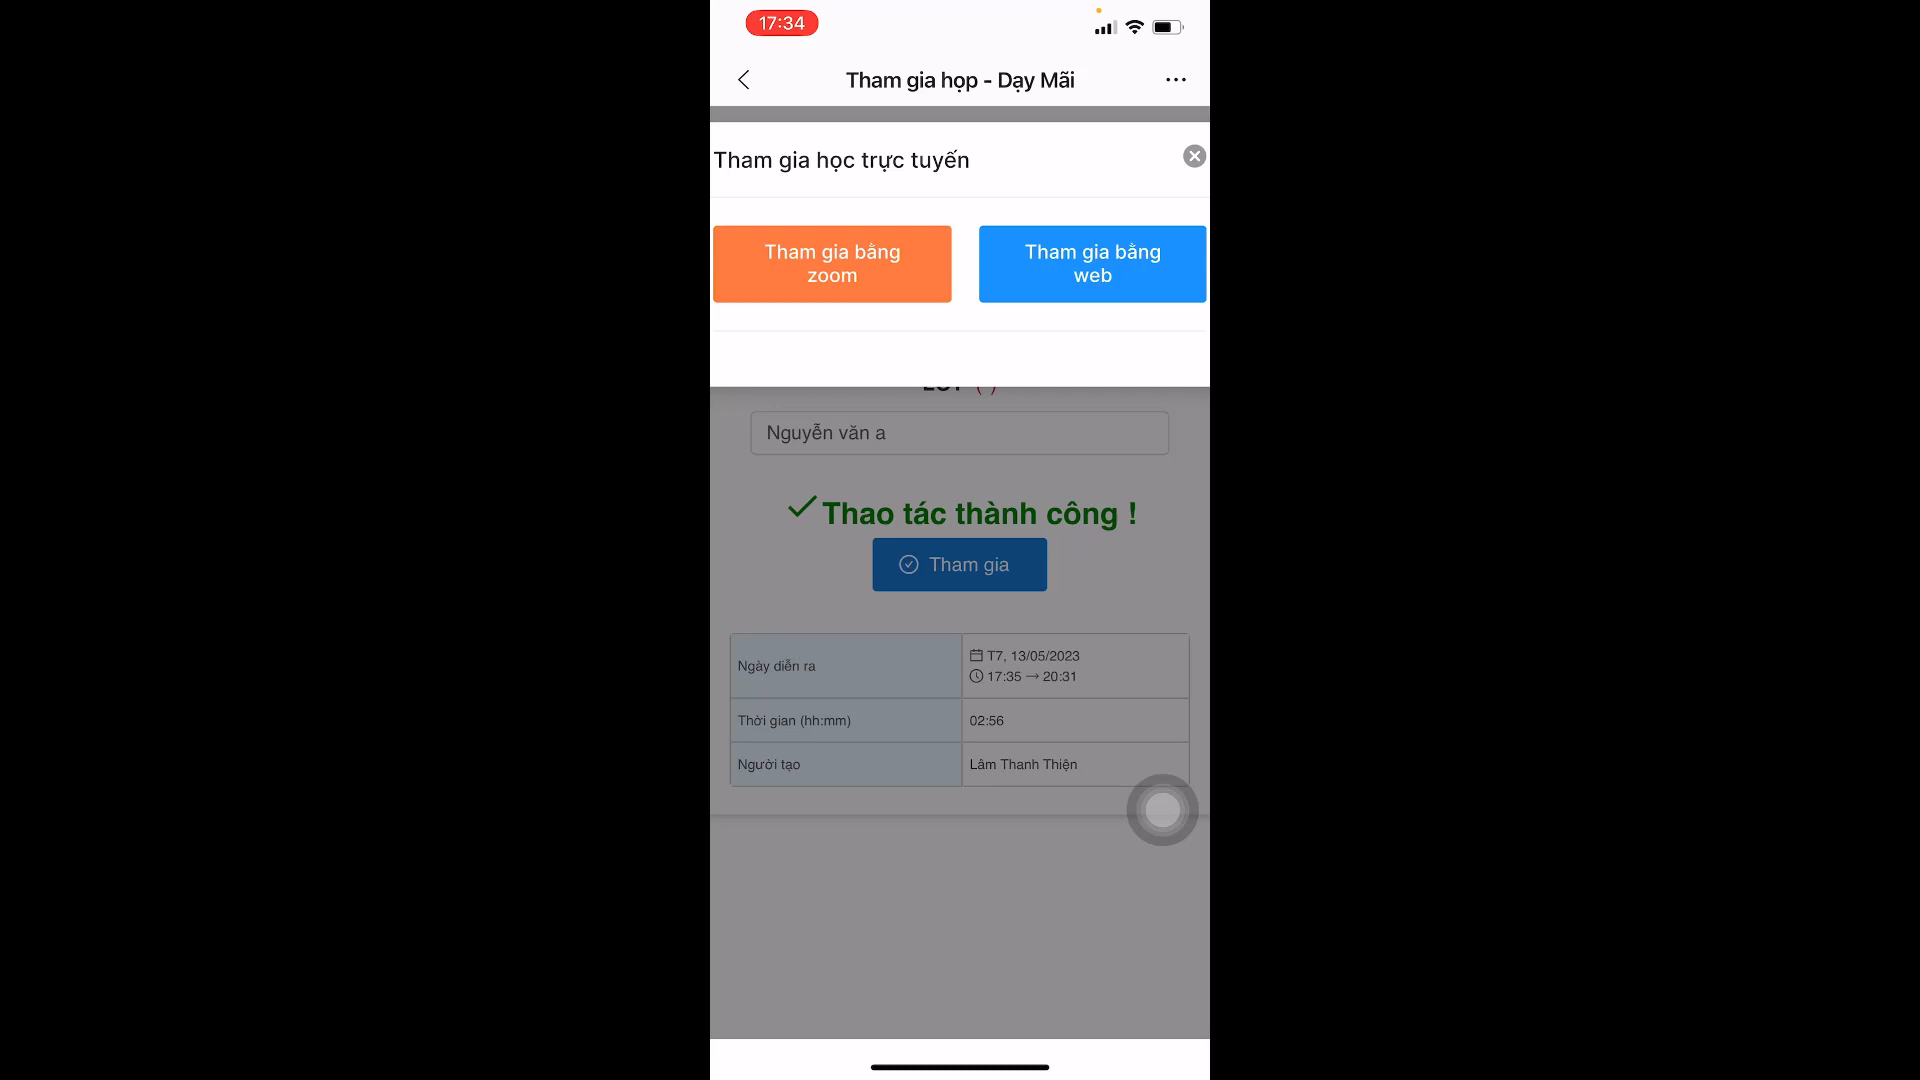 17:34
Tham gia họp - Dạy Mãi
Tham gia học trực tuyến
Tham gia bằng
zoom
Tham gia bằng
web
Nguyễn văn a
Thao tác thành công !
Tham gia
Ngày diễn ra
T7, 13/05/2023
17:35 → 20:31
Thời gian (hh:mm)
02:56
Người tạo
Lâm Thanh Thiện